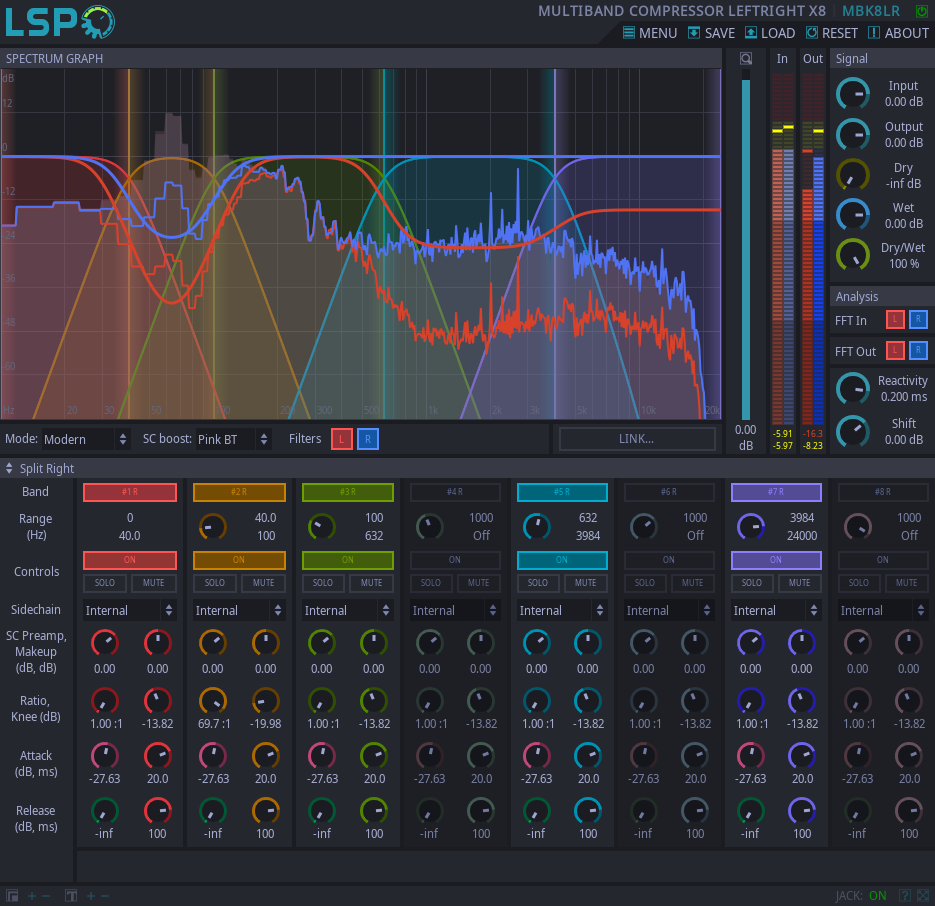 LSP
MULTIBAND COMPRESSOR LEFTRIGHT X8 MBK8LR
MENU SAVE LOAD RESET ABOUT
SPECTRUM GRAPH
In Out
Signal
dB
12
0
-12
-24
-36
-48
-60
Hz 20 30 50 200 300 500 1k 2k 3k 5k 10k 20k
Input
0.00 dB
Output
0.00 dB
Dry
-inf dB
Wet
0.00 dB
Dry/Wet
100 %
Analysis
FFT In L R
FFT Out L R
Reactivity
0.200 ms
Shift
0.00 dB
0.00
dB
-5.91 -16.3
-5.97 -8.23
Mode: Modern SC boost: Pink BT Filters L R LINK...
Split Right
Band #1 R #2 R #3 R #4 R #5 R #6 R #7 R #8 R
Range 0 40.0 100 1000 632 1000 3984 1000
(Hz) 40.0 100 632 Off 3984 Off 24000 Off
Controls
ON ON ON ON ON ON ON ON
SOLO MUTE SOLO MUTE SOLO MUTE SOLO MUTE SOLO MUTE SOLO MUTE SOLO MUTE SOLO MUTE
Sidechain Internal Internal Internal Internal Internal Internal Internal Internal
SC Preamp,
Makeup
(dB, dB) 0.00 0.00 0.00 0.00 0.00 0.00 0.00 0.00 0.00 0.00 0.00 0.00 0.00 0.00 0.00 0.00
Ratio,
Knee (dB) 1.00 :1 -13.82 69.7 :1 -19.98 1.00 :1 -13.82 1.00 :1 -13.82 1.00 :1 -13.82 1.00 :1 -13.82 1.00 :1 -13.82 1.00 :1 -13.82
Attack
(dB, ms) -27.63 20.0 -27.63 20.0 -27.63 20.0 -27.63 20.0 -27.63 20.0 -27.63 20.0 -27.63 20.0 -27.63 20.0
Release
(dB, ms) -inf 100 -inf 100 -inf 100 -inf 100 -inf 100 -inf 100 -inf 100 -inf 100
JACK: ON